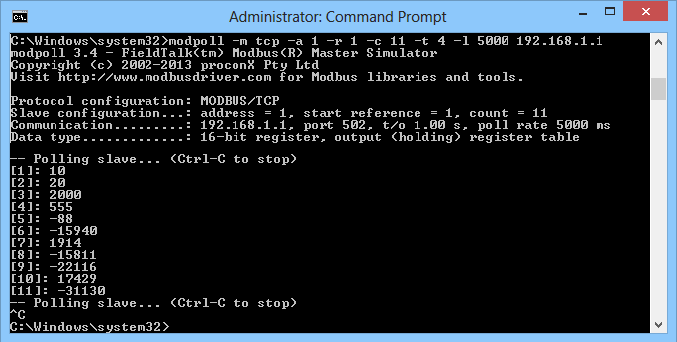 Administrator: Command Prompt
C:\Windows\system32>modpoll -m tcp -a 1 -r 1 -c 11 -t 4 -l 5000 192.168.1.1
modpoll 3.4 - FieldTalk(tm) Modbus(R) Master Simulator
Copyright (c) 2002-2013 proconX Pty Ltd
Visit http://www.modbusdriver.com for Modbus libraries and tools.
Protocol configuration: MODBUS/TCP
Slave configuration...: address = 1, start reference = 1, count = 11
Communication.........: 192.168.1.1, port 502, t/o 1.00 s, poll rate 5000 ms
Data type.............: 16-bit register, output (holding) register table
-- Polling slave... (Ctrl-C to stop)
[1]: 10
[2]: 20
[3]: 2000
[4]: 555
[5]: -88
[6]: -15940
[7]: 1914
[8]: -15811
[9]: -22116
[10]: 17429
[11]: -31130
-- Polling slave... (Ctrl-C to stop)
^C
C:\Windows\system32>